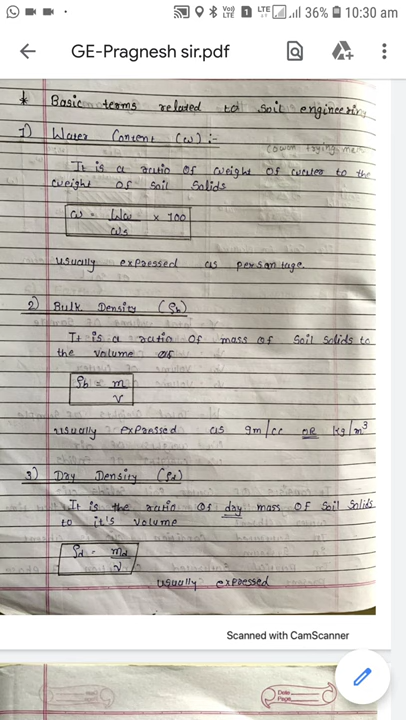 36% 10:30 am
GE-Pragnesh sir.pdf
* Basic terms related to soil engineering
1) Water Content (w) :-
It is a ratio of weight of water to the
weight of Soil Solids
w = Ww/Ws x 100
usually expressed as persantage.
2) Bulk Density (ρb)
It is a ratio of mass of Soil Solids to
the volume of
ρb = m/v
usually expressed as gm/cc OR kg/m³
3) Dry Density (ρd)
It is the ratio of dry mass of Soil Solids
to it's volume
ρd = md/v
usually expressed
Scanned with CamScanner
Date
Page